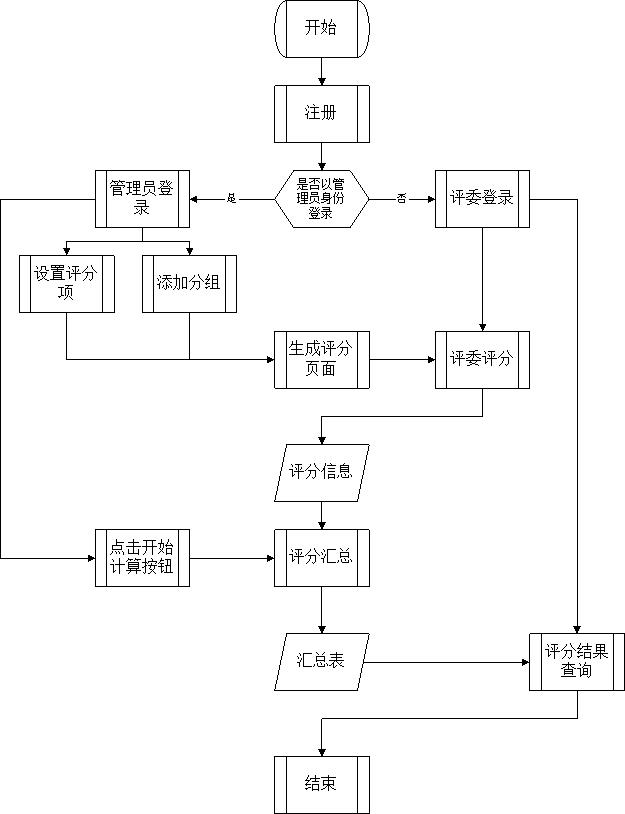 开始
注册
是否以管
理员身份
登录
是
否
管理员登
录
评委登录
设置评分
项
添加分组
生成评分
页面
评委评分
评分信息
点击开始
计算按钮
评分汇总
汇总表
评分结果
查询
结束